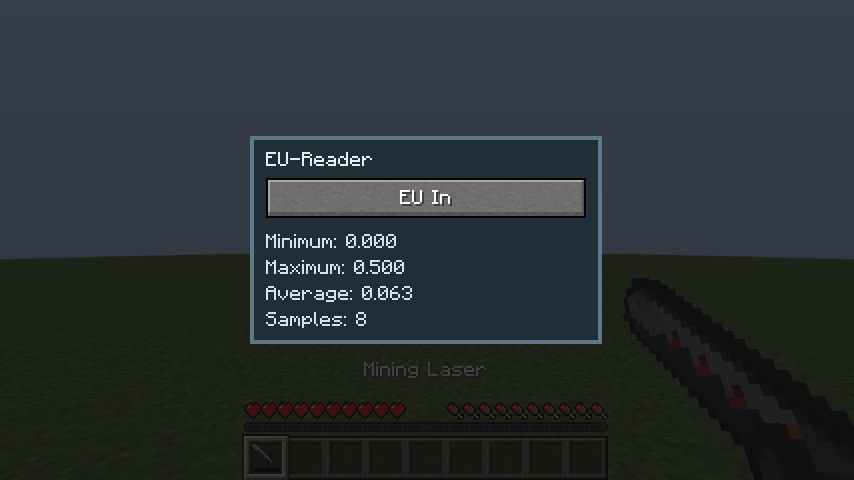 EU-Reader
EU In
Minimum: 0.000
Maximum: 0.500
Average: 0.063
Samples: 8
Mining Laser